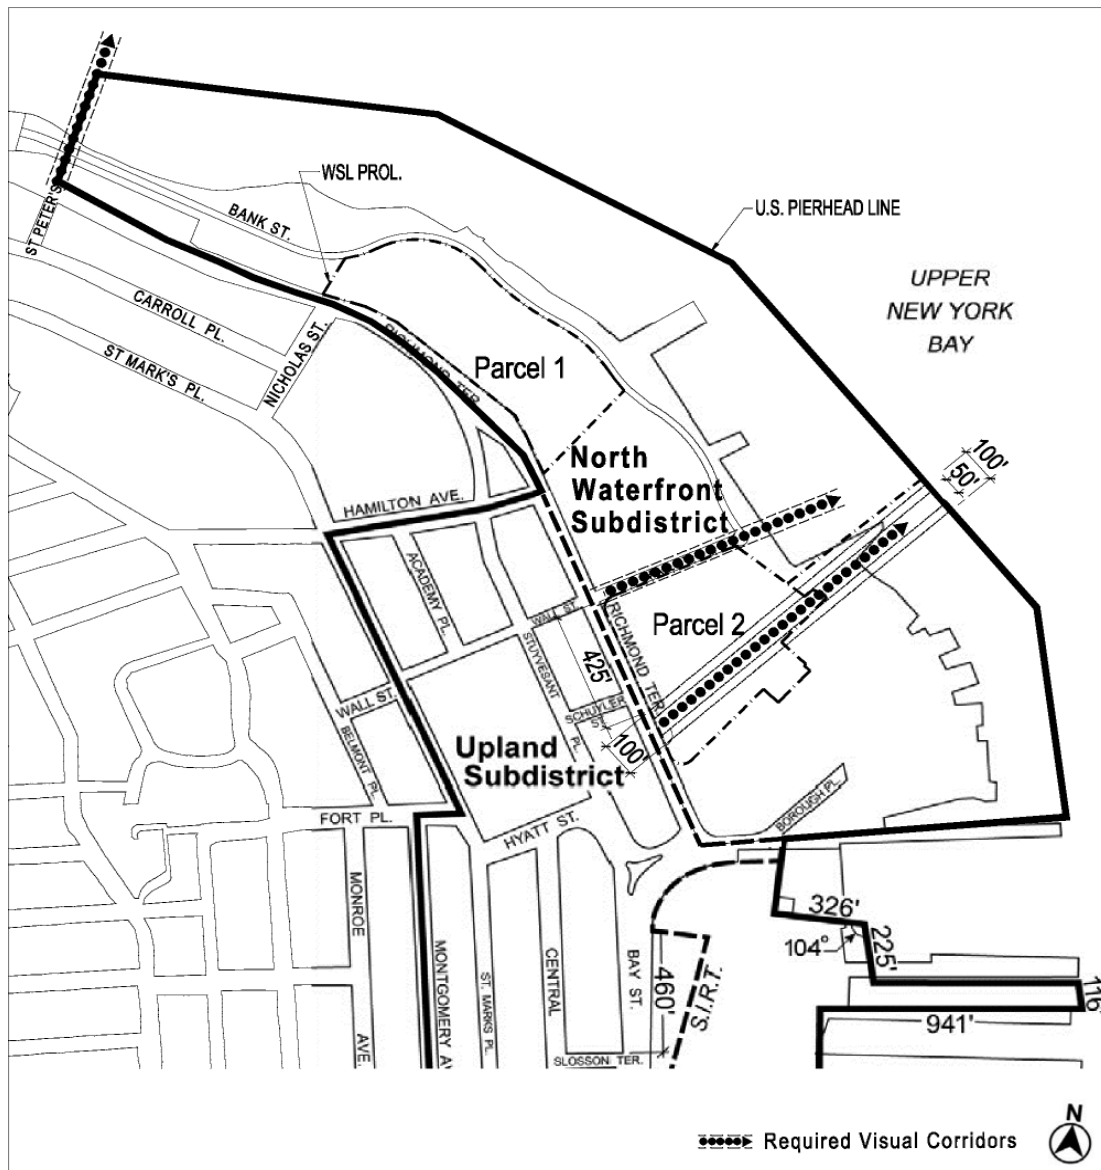 WSL PROL.
ST PETER'S
BANK ST.
U.S. PIERHEAD LINE
UPPER
NEW YORK
BAY
CARROLL PL.
ST MARK'S PL.
NICHOLAS ST.
RICHMOND TER.
Parcel 1
North
Waterfront
Subdistrict
100'
50'
HAMILTON AVE.
ACADEMY PL.
WALL ST.
STUYVESANT
PL.
RICHMOND TER.
Parcel 2
425'
SCHUYLER
ST.
100'
WALL ST.
BELMONT PL.
Upland
Subdistrict
FORT PL.
HYATT ST.
BOROUGH PL.
MONROE
AVE.
MONTGOMERY AV
ST. MARKS PL.
CENTRAL
BAY ST.
460'
S.I.R.T.
SLOSSON TER.
326'
104°
225'
116'
941'
N
Required Visual Corridors